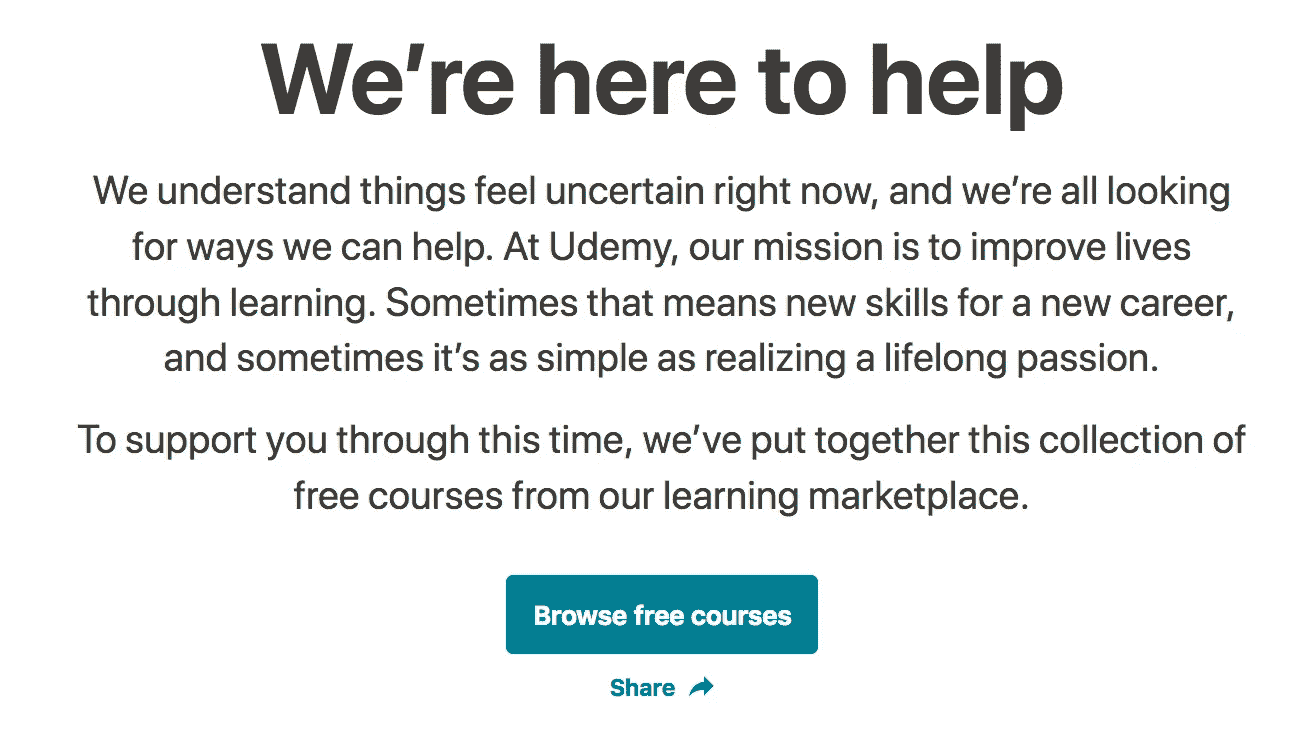 We’re here to help
We understand things feel uncertain right now, and we’re all looking
for ways we can help. At Udemy, our mission is to improve lives
through learning. Sometimes that means new skills for a new career,
and sometimes it’s as simple as realizing a lifelong passion.
To support you through this time, we’ve put together this collection of
free courses from our learning marketplace.
Browse free courses
Share